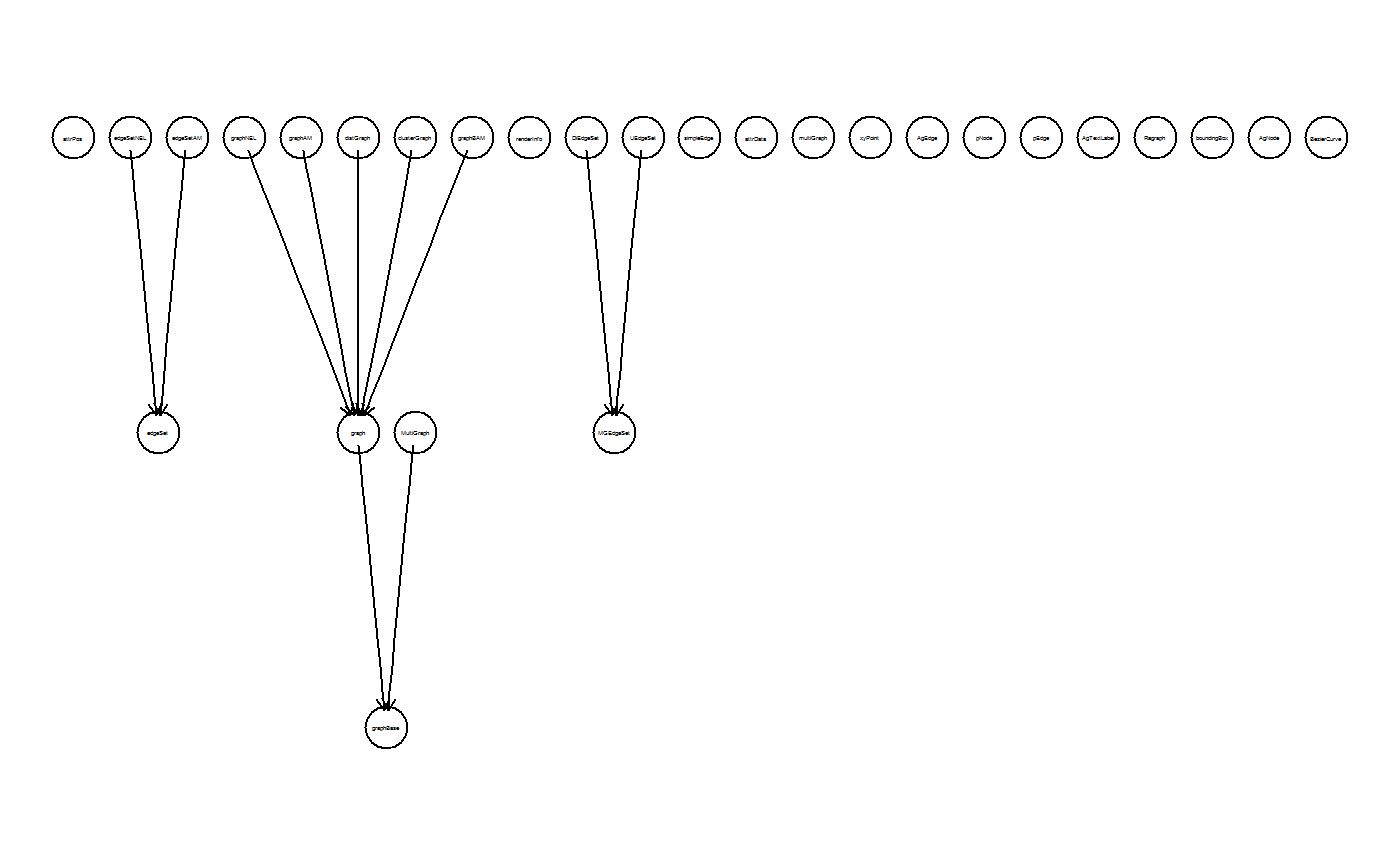 attrPos edgeSetNEL edgeSetAM graphNEL graphAM distGraph clusterGraph graphBAM renderInfo DiEdgeSet UEdgeSet simpleEdge attrData multiGraph xyPoint AgEdge pNode pEdge AgTextLabel Ragraph boundingBox AgNode BezierCurve
edgeSet graph MultiGraph MGEdgeSet
graphBase